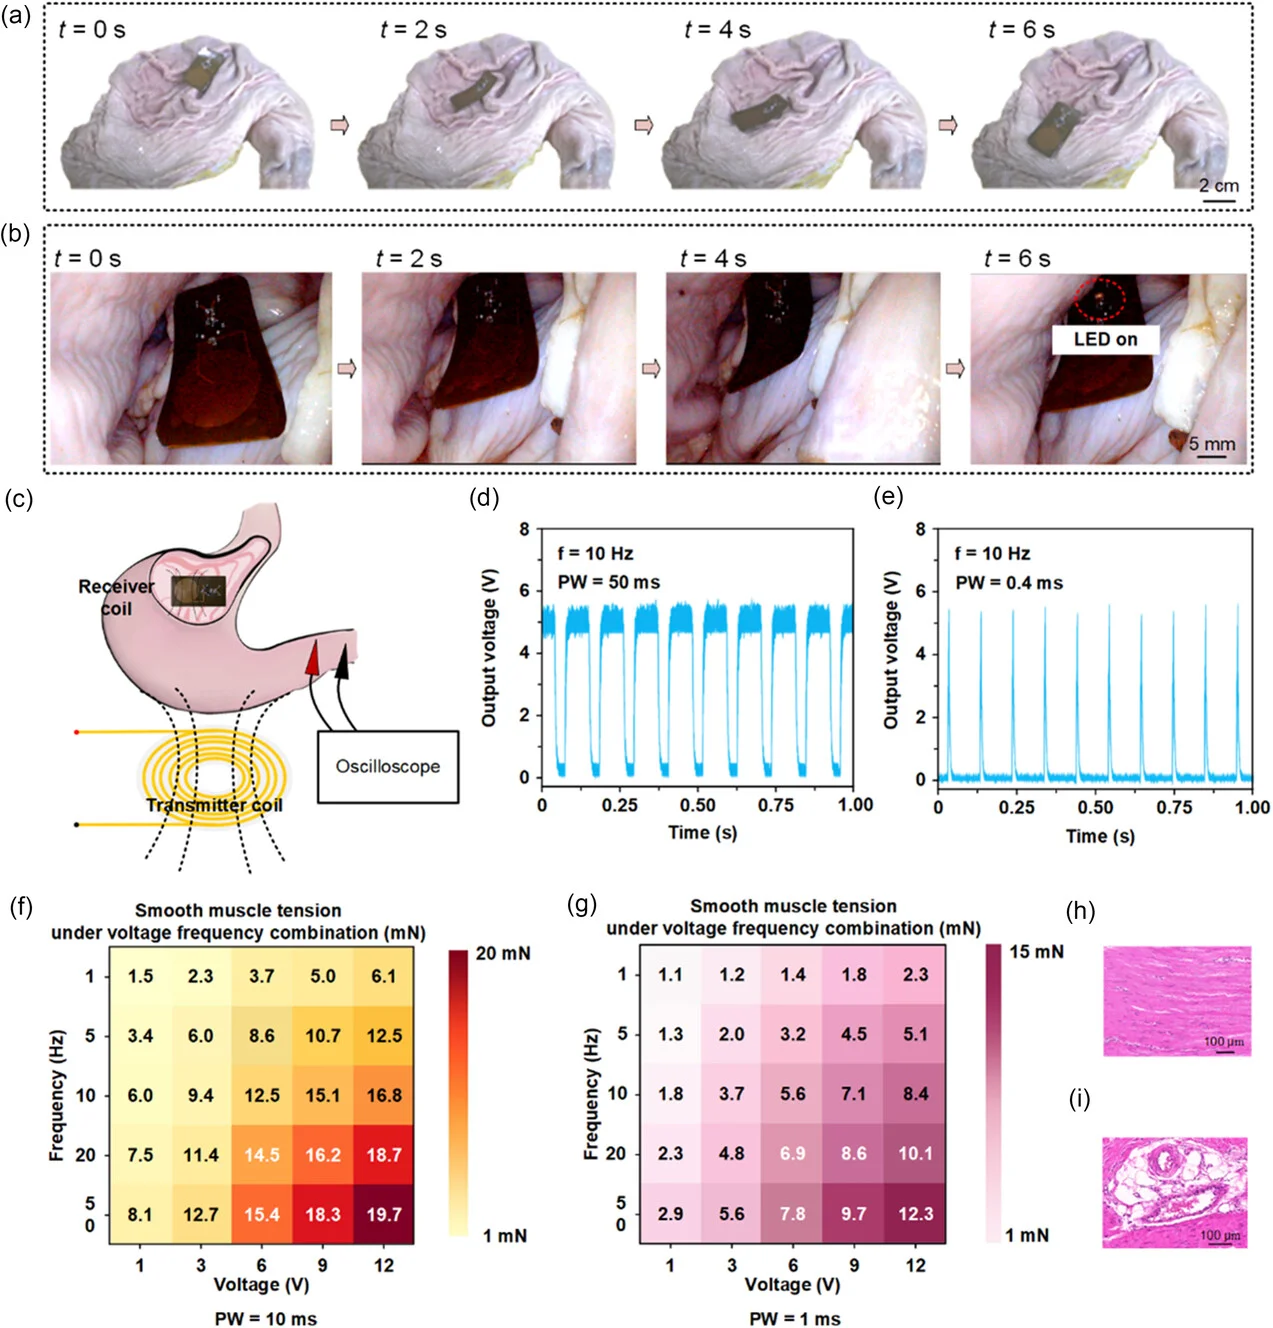 (a)
t = 0 s
t = 2 s
t = 4 s
t = 6 s
2 cm
(b)
t = 0 s
t = 2 s
t = 4 s
t = 6 s
LED on
5 mm
(c)
Receiver
coil
Transmitter coil
Oscilloscope
(d)
f = 10 Hz
PW = 50 ms
Output voltage (V)
8
6
4
2
0
0 0.25 0.50 0.75 1.00
Time (s)
(e)
f = 10 Hz
PW = 0.4 ms
Output voltage (V)
8
6
4
2
0
0 0.25 0.50 0.75 1.00
Time (s)
(f)
Smooth muscle tension
under voltage frequency combination (mN)
Frequency (Hz)
1 1.5 2.3 3.7 5.0 6.1
5 3.4 6.0 8.6 10.7 12.5
10 6.0 9.4 12.5 15.1 16.8
20 7.5 11.4 14.5 16.2 18.7
5
0 8.1 12.7 15.4 18.3 19.7
1 3 6 9 12
Voltage (V)
PW = 10 ms
20 mN
1 mN
(g)
Smooth muscle tension
under voltage frequency combination (mN)
Frequency (Hz)
1 1.1 1.2 1.4 1.8 2.3
5 1.3 2.0 3.2 4.5 5.1
10 1.8 3.7 5.6 7.1 8.4
20 2.3 4.8 6.9 8.6 10.1
5
0 2.9 5.6 7.8 9.7 12.3
1 3 6 9 12
Voltage (V)
PW = 1 ms
15 mN
1 mN
(h)
100 μm
(i)
100 μm